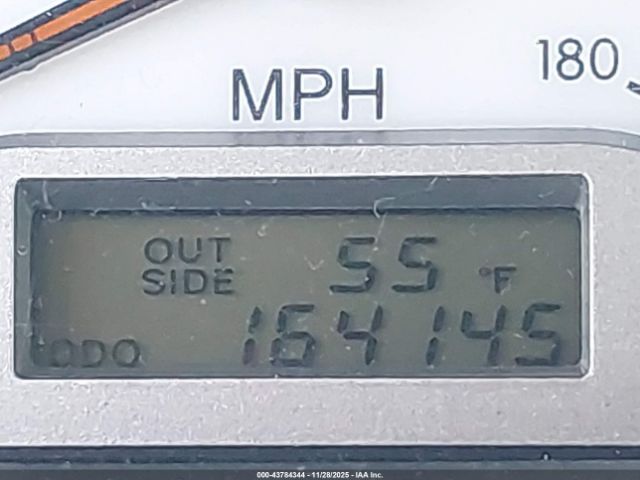 180
MPH
OUT SIDE 55 °F
ODO 164145
000-43784344 - 11/28/2025 - IAA Inc.